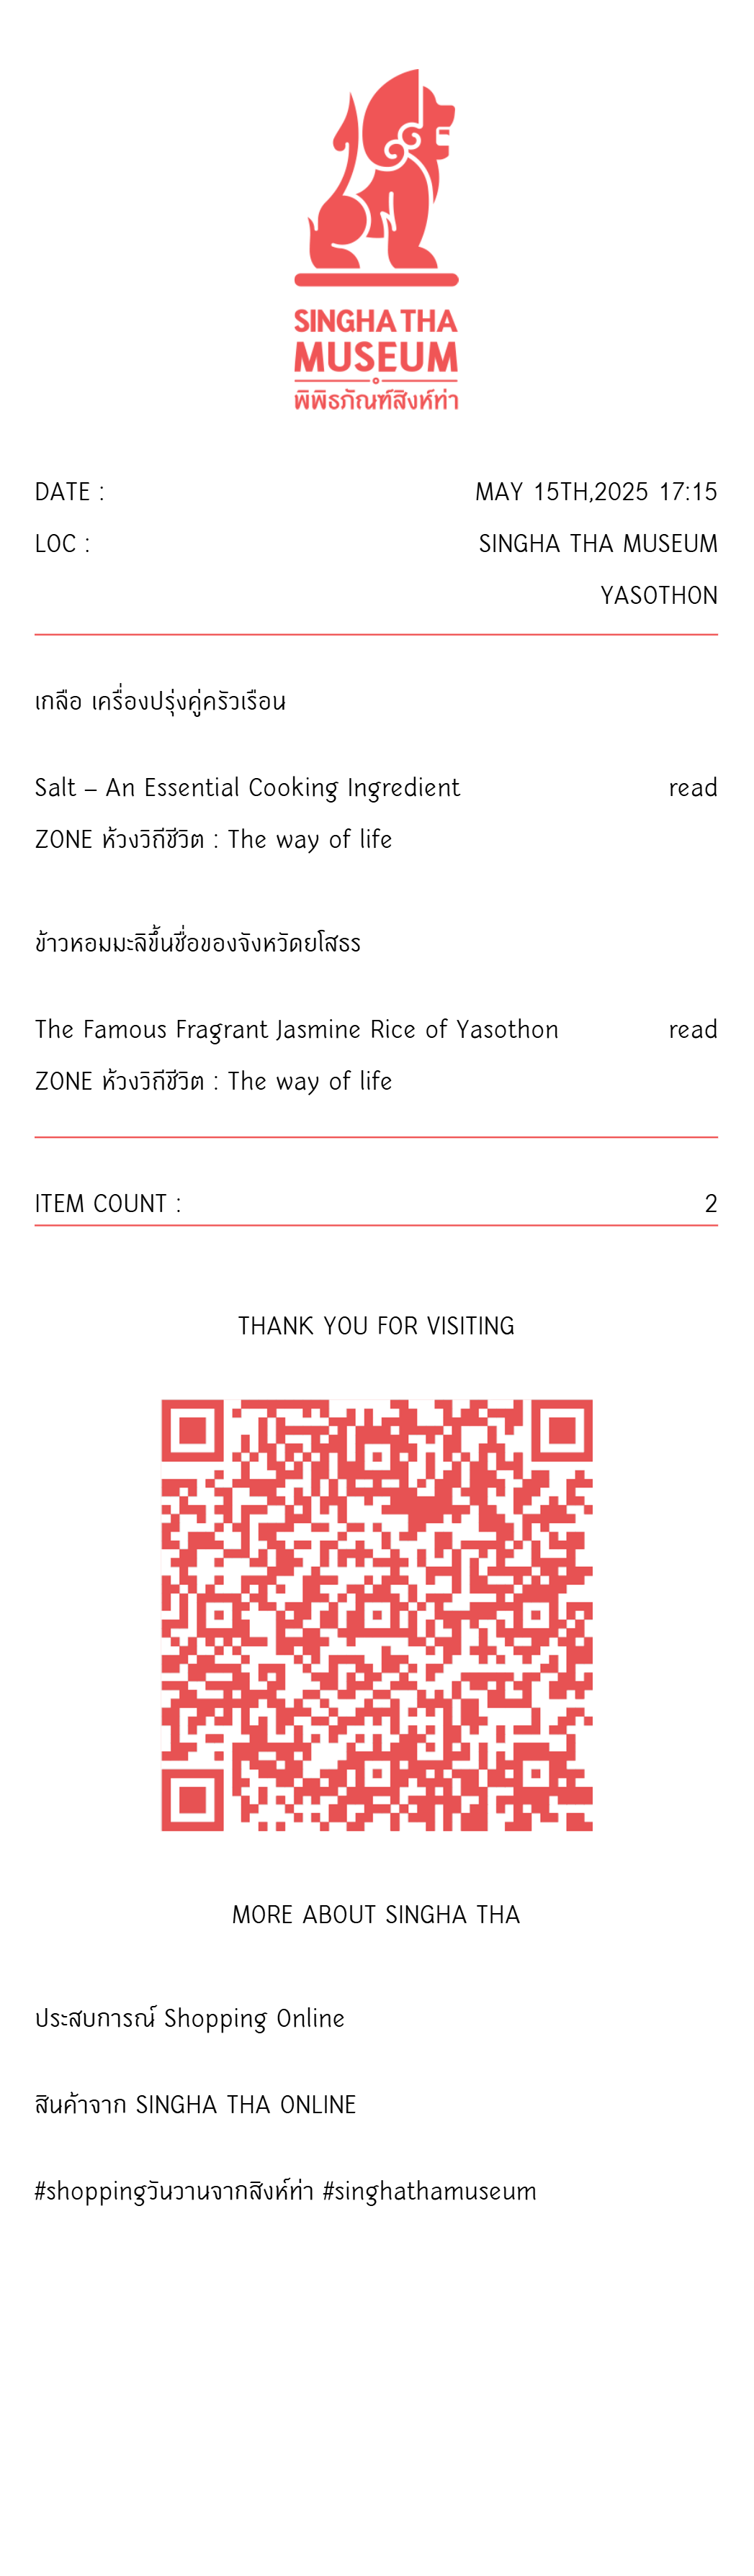 SINGHA THA
MUSEUM
พิพิธภัณฑ์สิงห์ท่า
DATE : MAY 15TH,2025 17:15
LOC : SINGHA THA MUSEUM
YASOTHON
เกลือ เครื่องปรุ่งคู่ครัวเรือน
Salt – An Essential Cooking Ingredient read
ZONE ห้วงวิถีชีวิต : The way of life
ข้าวหอมมะลิขึ้นชื่อของจังหวัดยโสธร
The Famous Fragrant Jasmine Rice of Yasothon read
ZONE ห้วงวิถีชีวิต : The way of life
ITEM COUNT : 2
THANK YOU FOR VISITING
MORE ABOUT SINGHA THA
ประสบการณ์ Shopping Online
สินค้าจาก SINGHA THA ONLINE
#shoppingวันวานจากสิงห์ท่า #singhathamuseum